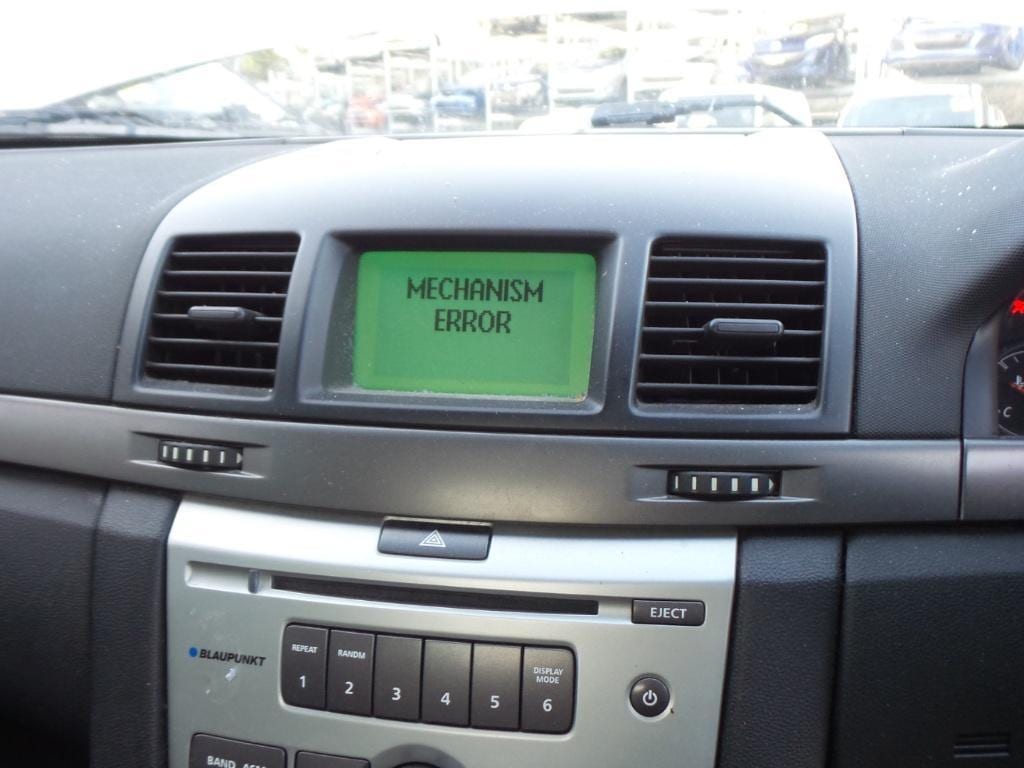 MECHANISM
ERROR
C
EJECT
BLAUPUNKT
REPEAT
1
RANDM
2
3
4
5
DISPLAY
MODE
6
BAND